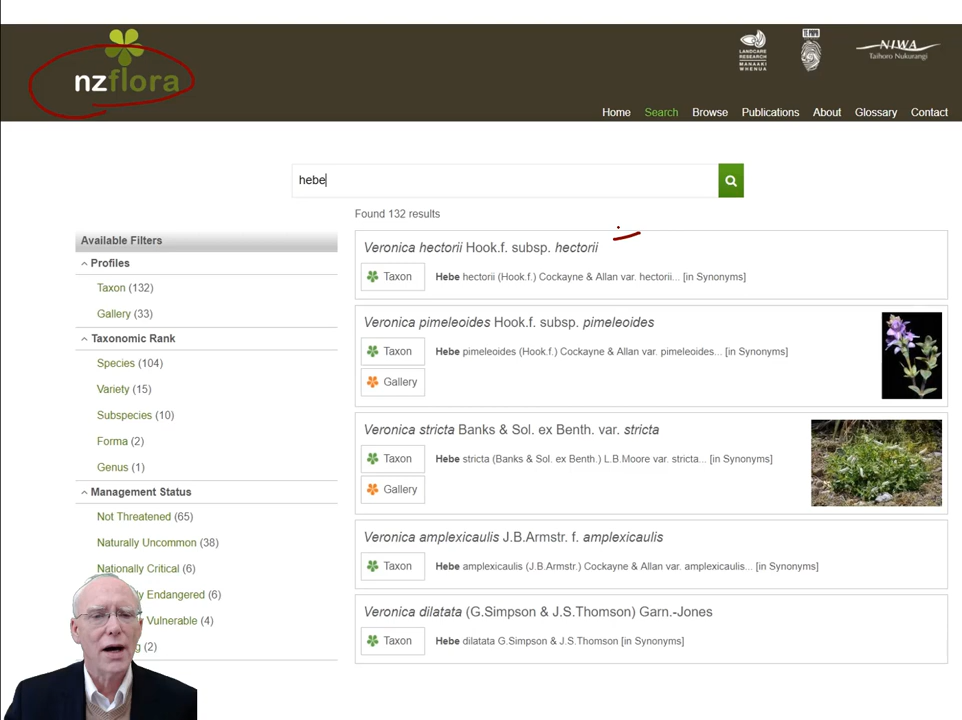 nzflora
LANDCARE
RESEARCH
MANAAKI
WHENUA
NIWA
Taihoro Nukurangi
Home Search Browse Publications About Glossary Contact
hebe
Found 132 results
Available Filters
Profiles
Taxon (132)
Gallery (33)
Taxonomic Rank
Species (104)
Variety (15)
Subspecies (10)
Forma (2)
Genus (1)
Management Status
Not Threatened (65)
Naturally Uncommon (38)
Nationally Critical (6)
Endangered (6)
Vulnerable (4)
(2)
Veronica hectorii Hook.f. subsp. hectorii
Taxon Hebe hectorii (Hook.f.) Cockayne & Allan var. hectorii... [in Synonyms]
Veronica pimeleoides Hook.f. subsp. pimeleoides
Taxon Hebe pimeleoides (Hook.f.) Cockayne & Allan var. pimeleoides... [in Synonyms]
Gallery
Veronica stricta Banks & Sol. ex Benth. var. stricta
Taxon Hebe stricta (Banks & Sol. ex Benth.) L.B.Moore var. stricta... [in Synonyms]
Gallery
Veronica amplexicaulis J.B.Armstr. f. amplexicaulis
Taxon Hebe amplexicaulis (J.B.Armstr.) Cockayne & Allan var. amplexicaulis... [in Synonyms]
Veronica dilatata (G.Simpson & J.S.Thomson) Garn.-Jones
Taxon Hebe dilatata G.Simpson & J.S.Thomson [in Synonyms]